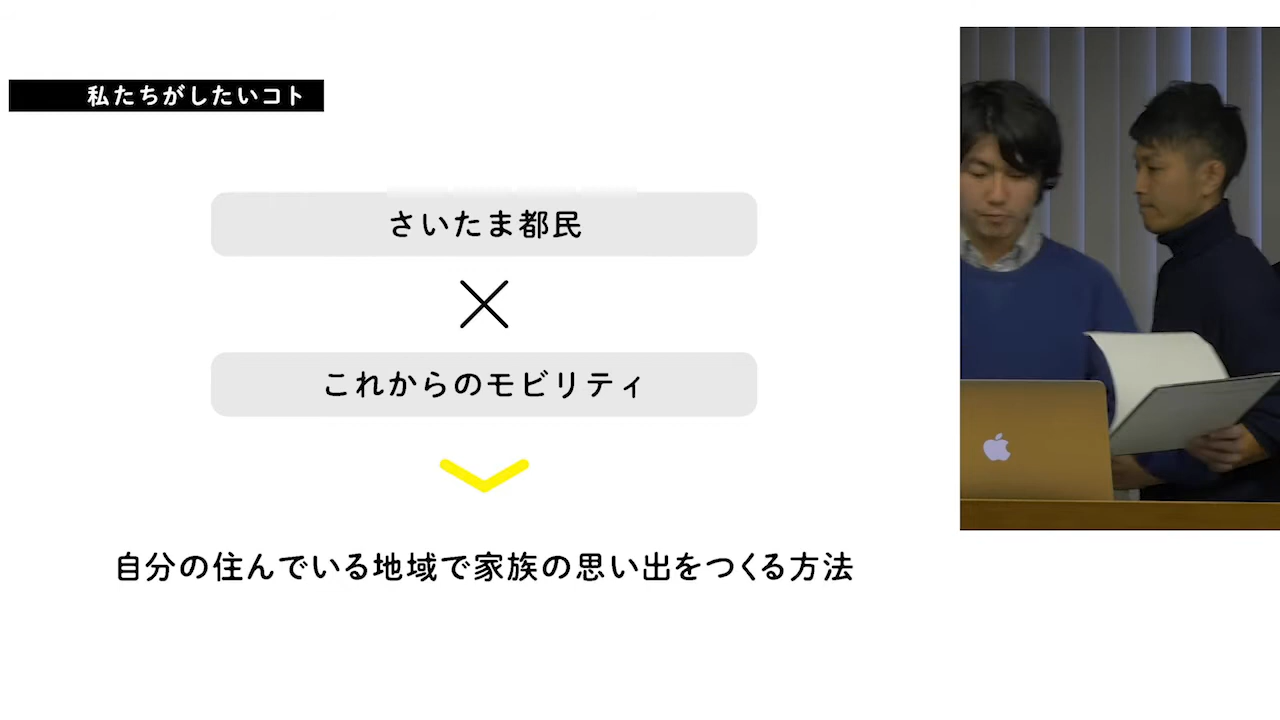 私たちがしたいコト
さいたま都民
×
これからのモビリティ
自分の住んでいる地域で家族の思い出をつくる方法